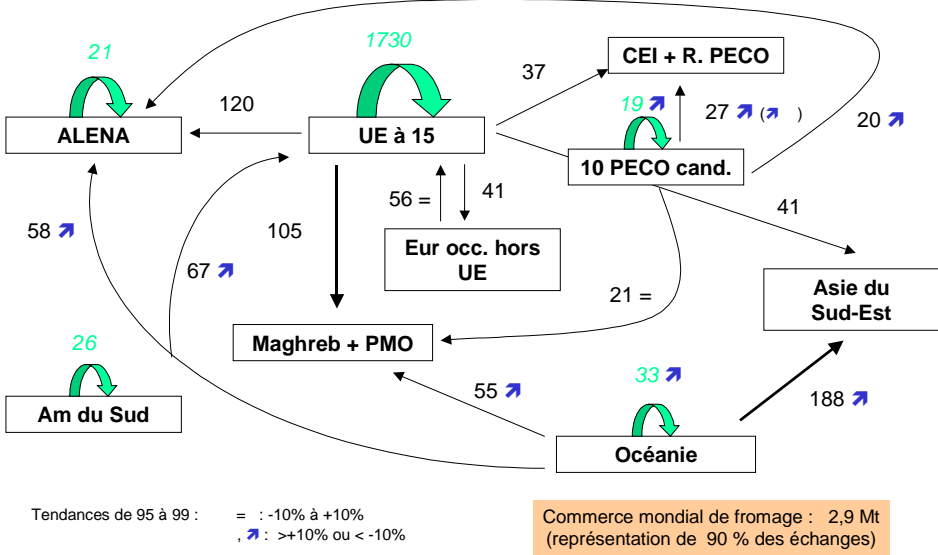 1730
21
CEI + R. PECO
37
19 ↗
27 ↗ (↗ )
20 ↗
120
ALENA
UE à 15
10 PECO cand.
56 =
41
41
58 ↗
105
67 ↗
Eur occ. hors
UE
21 =
Asie du
Sud-Est
26
Maghreb + PMO
33 ↗
55 ↗
188 ↗
Am du Sud
Océanie
Tendances de 95 à 99 : = : -10% à +10%
, ↗ : >+10% ou < -10%
Commerce mondial de fromage : 2,9 Mt
(représentation de 90 % des échanges)